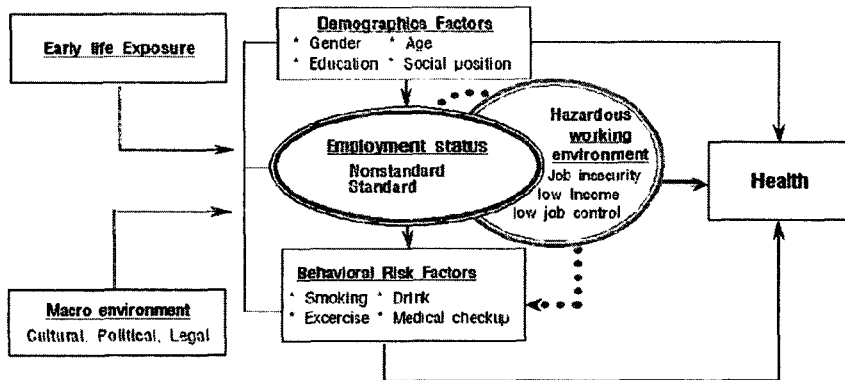 Demographics Factors
* Gender * Age
* Education * Social position
Early life Exposure
Hazardous
working
environment
Job insecurity
low Income
low job control
Employment status
Nonstandard
Standard
Health
Behavioral Risk Factors
* Smoking * Drink
* Excercise * Medical checkup
Macro environment
Cultural, Political, Legal